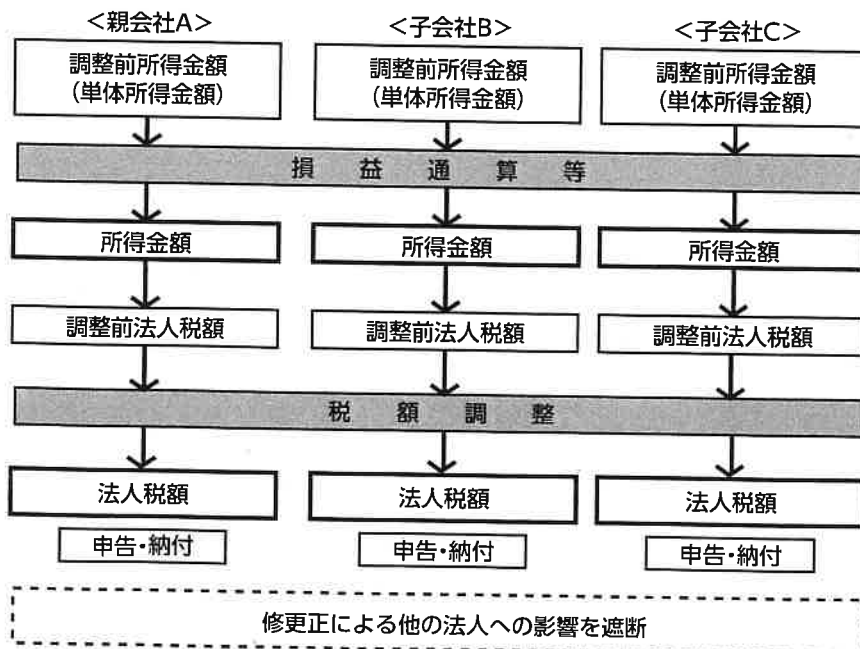 <親会社A>
<子会社B>
<子会社C>
調整前所得金額
(単体所得金額)
調整前所得金額
(単体所得金額)
調整前所得金額
(単体所得金額)
損益通算等
所得金額
所得金額
所得金額
調整前法人税額
調整前法人税額
調整前法人税額
税額調整
法人税額
法人税額
法人税額
申告・納付
申告・納付
申告・納付
修更正による他の法人への影響を遮断